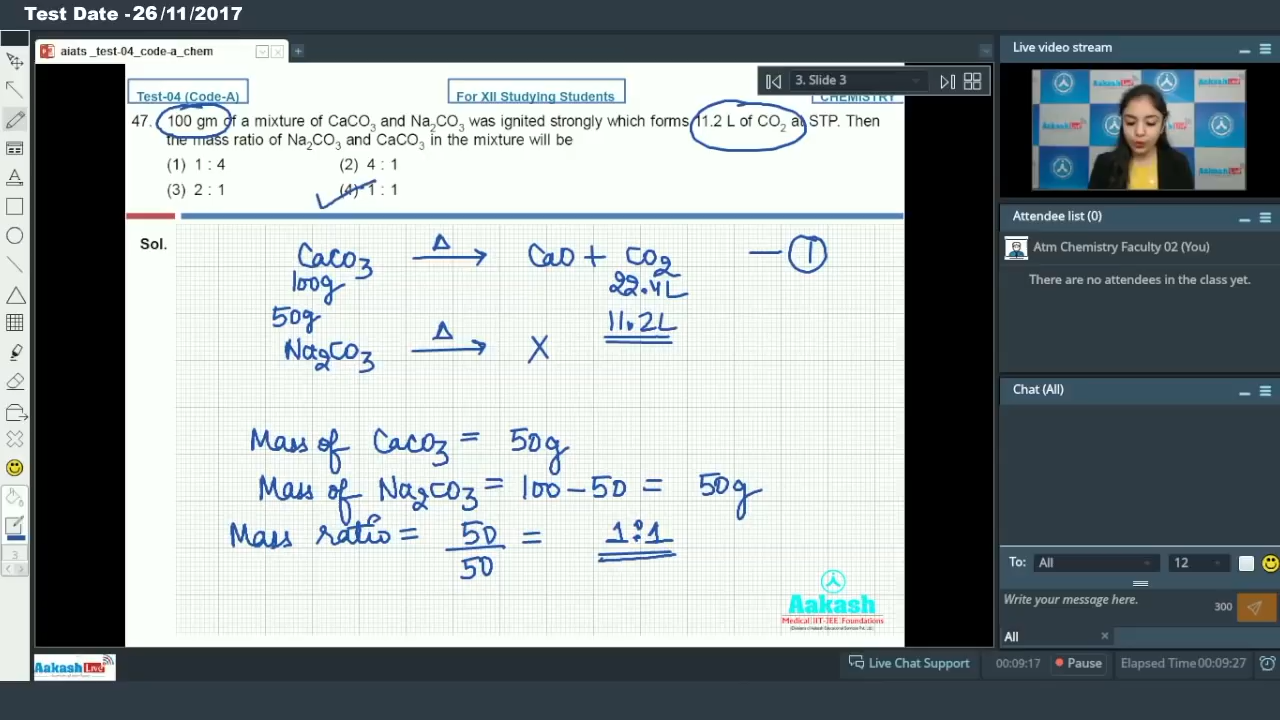 Test Date -26/11/2017
aiats _test-04_code-a_chem
Live video stream
3. Slide 3
Test-04 (Code-A)
For XII Studying Students
CHEMISTRY
47. 100 gm of a mixture of CaCO₃ and Na₂CO₃ was ignited strongly which forms 11.2 L of CO₂ at STP. Then
the mass ratio of Na₂CO₃ and CaCO₃ in the mixture will be
(1) 1 : 4
(2) 4 : 1
(3) 2 : 1
(4) 1 : 1
Sol.
CaCO₃ Δ → CaO + CO₂ — ①
100g 22.4L
50g 11.2L
Na₂CO₃ Δ → X
Mass of CaCO₃ = 50g
Mass of Na₂CO₃ = 100 - 50 = 50g
Mass ratio = 50/50 = 1:1
Aakash
Medical|IIT-JEE|Foundations
Attendee list (0)
Atm Chemistry Faculty 02 (You)
There are no attendees in the class yet.
Chat (All)
To: All 12
Write your message here. 300
All
3
Aakash Live
Live Chat Support
00:09:17
Pause
Elapsed Time 00:09:27